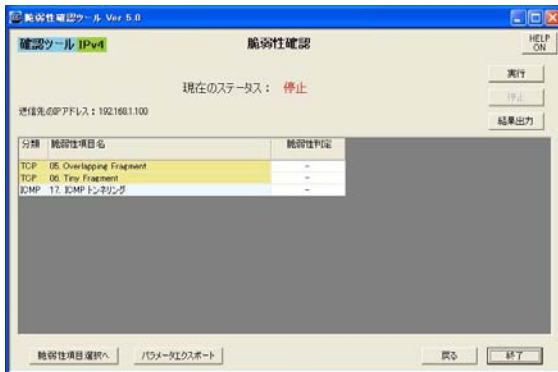 脆弱性確認ツール Ver 5.0
確認ツール IPv4
脆弱性確認
HELP ON
現在のステータス： 停止
実行
停止
結果出力
送信先のIPアドレス：192.168.1.100
分類 脆弱性項目名 脆弱性判定
TCP 05. Overlapping Fragment -
TCP 06. Tiny Fragment -
ICMP 17. ICMP トンネリング -
脆弱性項目選択へ パラメータエクスポート 戻る 終了